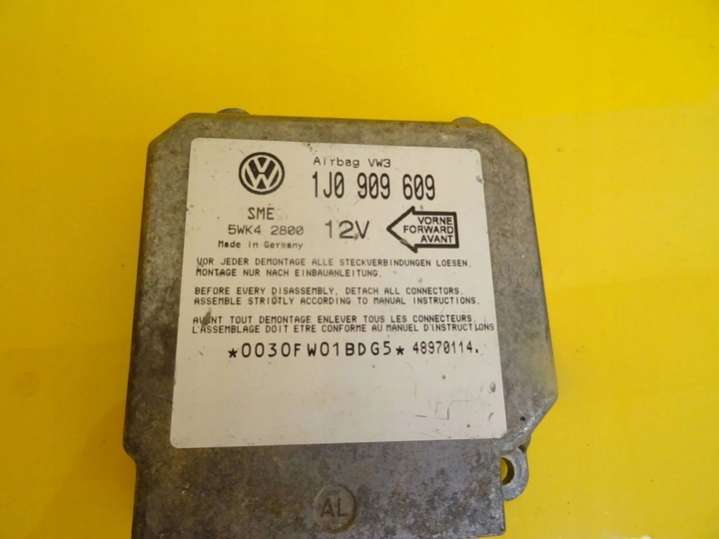 Airbag VW3
1J0 909 609
SME
5WK4 2800
12V
Made in Germany
VORNE
FORWARD
AVANT
VOR JEDER DEMONTAGE ALLE STECKVERBINDUNGEN LOESEN.
MONTAGE NUR NACH EINBAUANLEITUNG.
BEFORE EVERY DISASSEMBLY, DETACH ALL CONNECTORS.
ASSEMBLE STRICTLY ACCORDING TO MANUAL INSTRUCTIONS.
AVANT TOUT DEMONTAGE ENLEVER TOUS LES CONNECTEURS.
L'ASSEMBLAGE DOIT ETRE CONFORME AU MANUEL D'INSTRUCTIONS
*0030FW01BDG5* 48970114.
AL